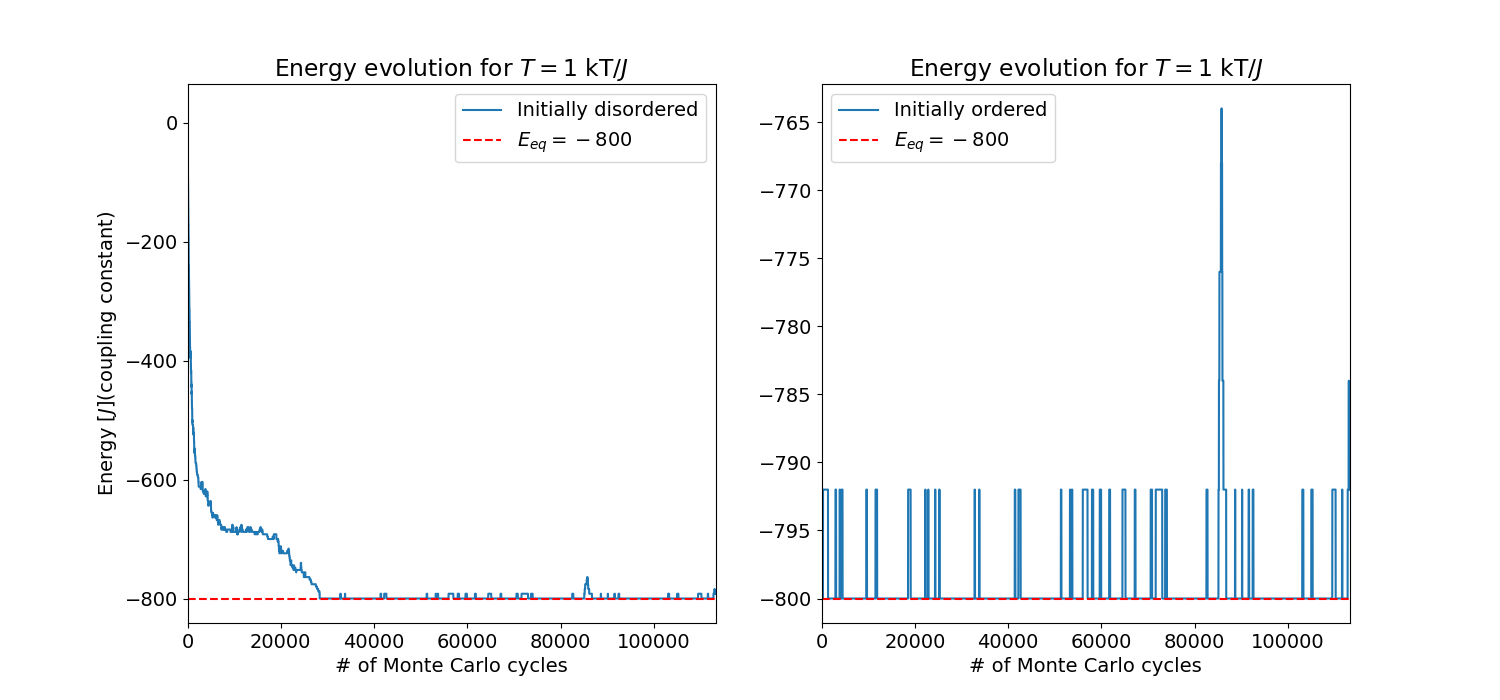 Energy evolution for T = 1 kT/J
Initially disordered
E_eq = −800
Energy [J](coupling constant)
0
−200
−400
−600
−800
0
20000
40000
60000
80000
100000
# of Monte Carlo cycles
Energy evolution for T = 1 kT/J
Initially ordered
E_eq = −800
−765
−770
−775
−780
−785
−790
−795
−800
0
20000
40000
60000
80000
100000
# of Monte Carlo cycles